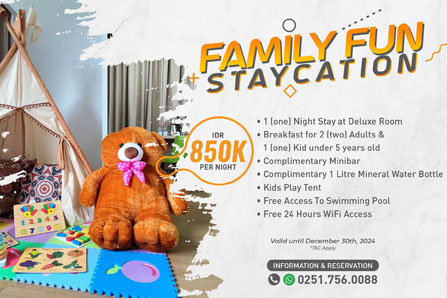 FAMILY FUN
STAYCATION
IDR
850K
PER NIGHT
• 1 (one) Night Stay at Deluxe Room
• Breakfast for 2 (two) Adults &
1 (one) Kid under 5 years old
• Complimentary Minibar
• Complimentary 1 Litre Mineral Water Bottle
• Kids Play Tent
• Free Access To Swimming Pool
• Free 24 Hours WiFi Access
Valid until December 30th, 2024
*T&C Apply
INFORMATION & RESERVATION
0251.756.0088